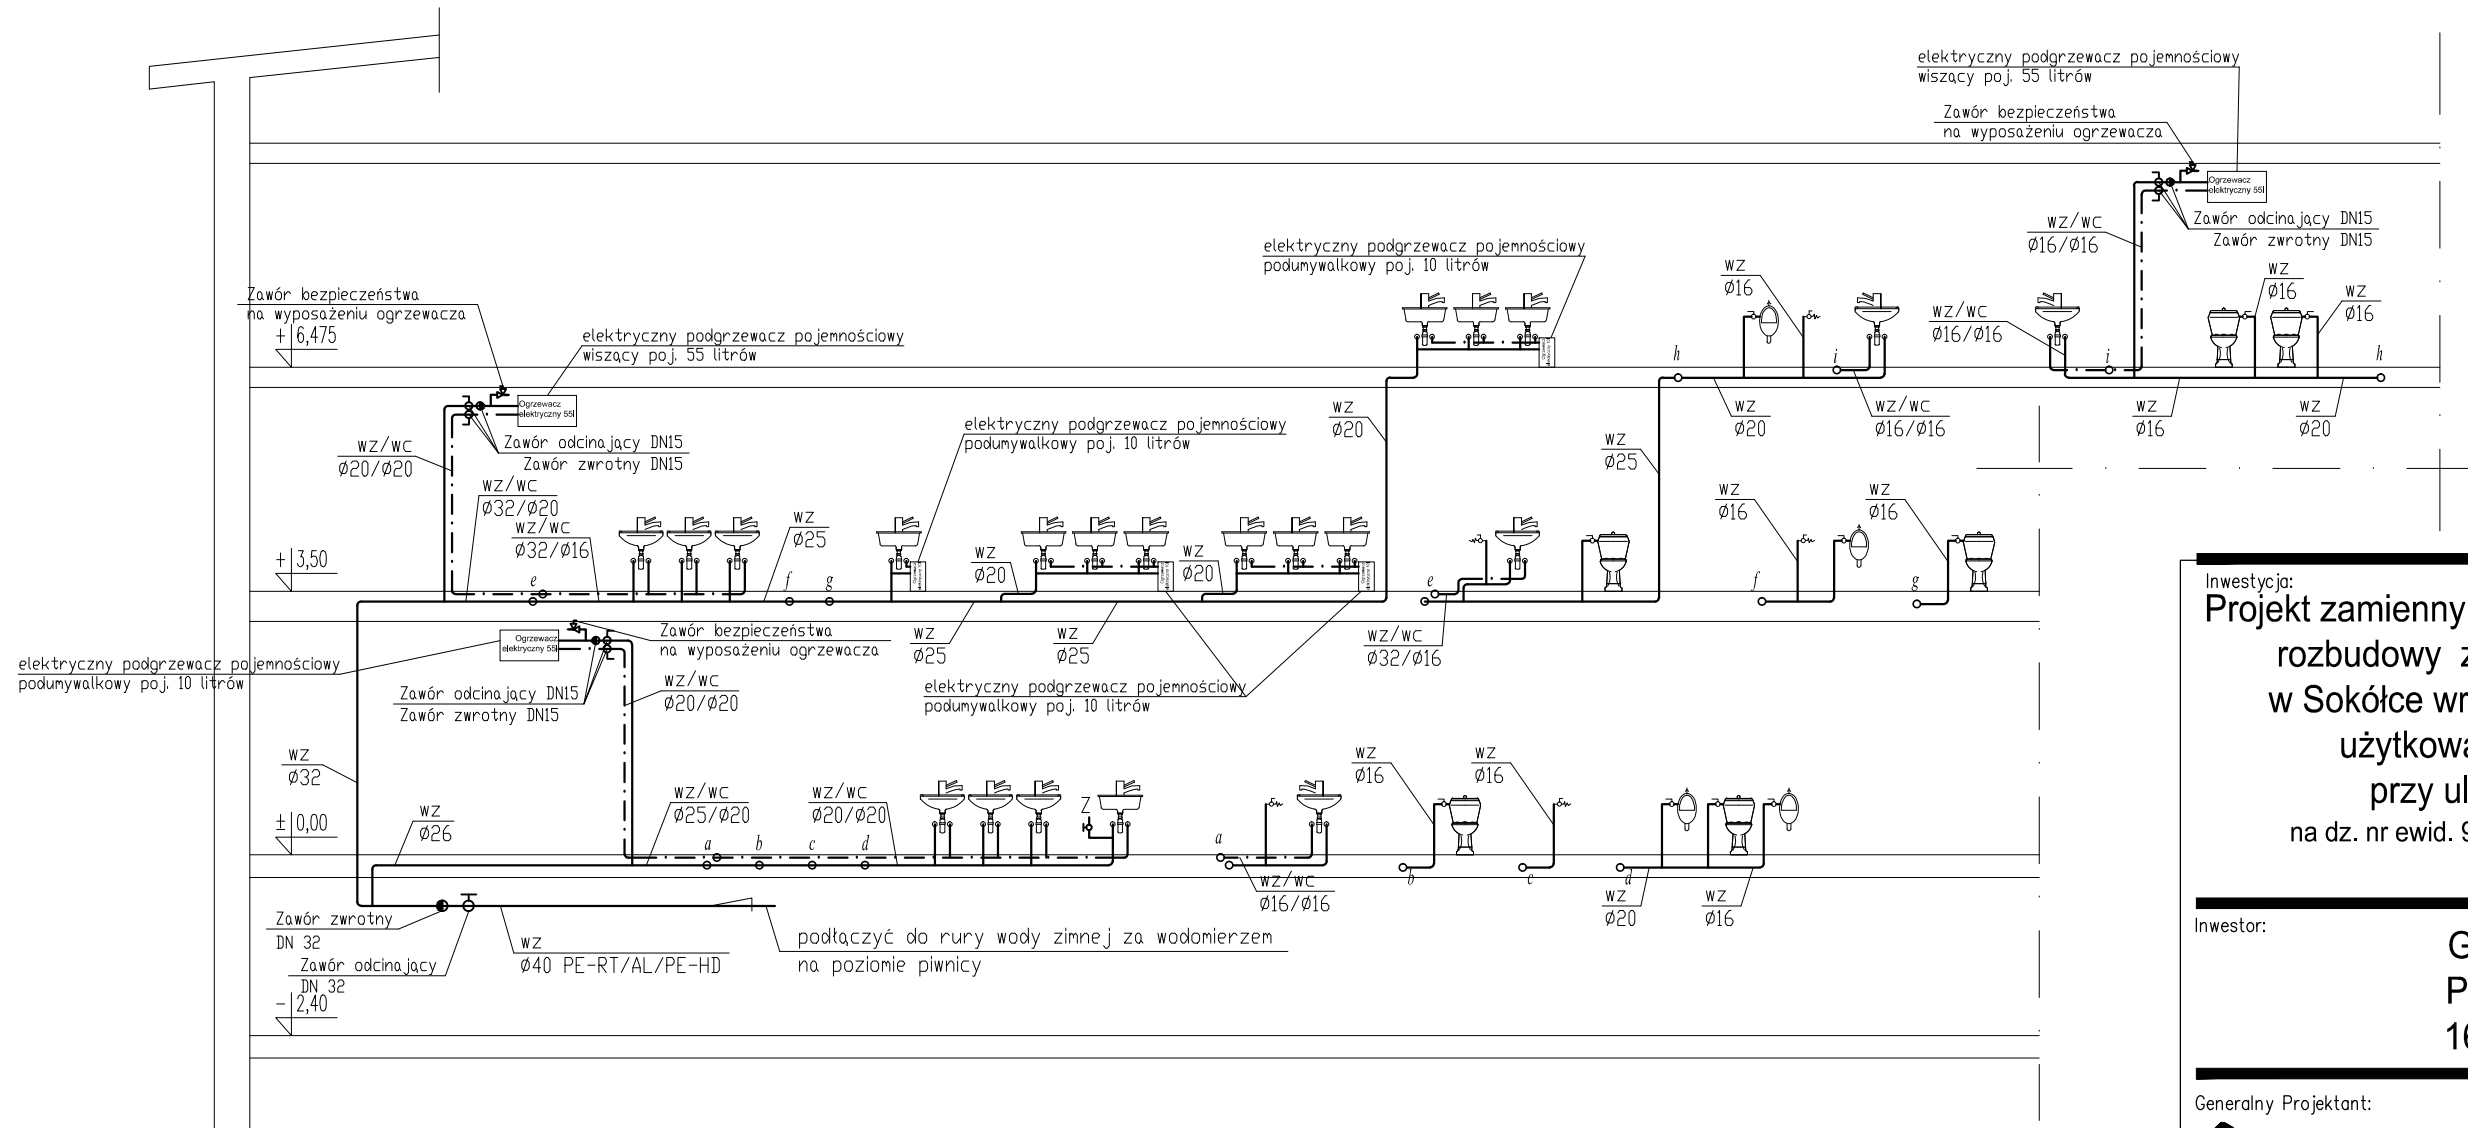 elektryczny podgrzewacz pojemnościowy
wiszący poj. 55 litrów
Zawór bezpieczeństwa
na wyposażeniu ogrzewacza
Ogrzewacz
elektryczny 55l
Zawór odcinający DN15
Zawór zwrotny DN15
WZ/WC
Ø16/Ø16
elektryczny podgrzewacz pojemnościowy
podumywalkowy poj. 10 litrów
WZ
Ø16
WZ/WC
Ø16/Ø16
WZ
Ø16
WZ
Ø16
Zawór bezpieczeństwa
na wyposażeniu ogrzewacza
+ 6,475
elektryczny podgrzewacz pojemnościowy
wiszący poj. 55 litrów
h
i
i
h
Ogrzewacz
elektryczny 55l
Zawór odcinający DN15
Zawór zwrotny DN15
WZ/WC
Ø20/Ø20
elektryczny podgrzewacz pojemnościowy
podumywalkowy poj. 10 litrów
WZ
Ø20
WZ
Ø25
WZ
Ø20
WZ/WC
Ø16/Ø16
WZ
Ø16
WZ
Ø20
WZ/WC
Ø32/Ø20
WZ/WC
Ø32/Ø16
WZ
Ø25
WZ
Ø20
WZ
Ø20
WZ
Ø16
WZ
Ø16
+ 3,50
e
f
g
e
f
g
WZ
Ø25
WZ
Ø25
WZ/WC
Ø32/Ø16
Ogrzewacz
elektryczny 55l
Zawór bezpieczeństwa
na wyposażeniu ogrzewacza
elektryczny podgrzewacz pojemnościowy
podumywalkowy poj. 10 litrów
Zawór odcinający DN15
Zawór zwrotny DN15
WZ/WC
Ø20/Ø20
elektryczny podgrzewacz pojemnościowy
podumywalkowy poj. 10 litrów
WZ
Ø32
WZ
Ø26
WZ/WC
Ø25/Ø20
WZ/WC
Ø20/Ø20
Z
WZ
Ø16
WZ
Ø16
± 0,00
a
b
c
d
a
b
c
d
WZ/WC
Ø16/Ø16
WZ
Ø20
WZ
Ø16
Zawór zwrotny
DN 32
Zawór odcinający
DN 32
WZ
Ø40 PE-RT/AL/PE-HD
podłączyć do rury wody zimnej za wodomierzem
na poziomie piwnicy
- 2,40
Inwestycja:
Projekt zamienny
rozbudowy
w Sokółce
przy
na dz. nr ewid. 9
Inwestor:
G
P
16
Generalny Projektant: